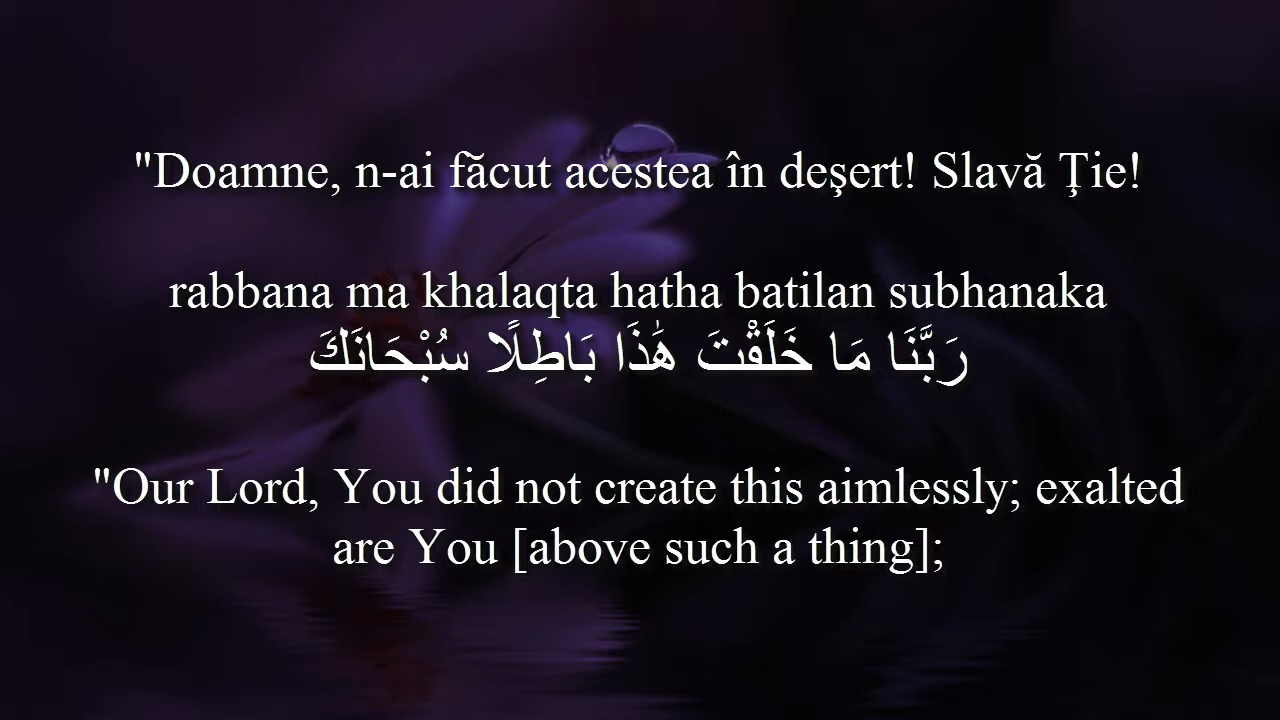 "Doamne, n-ai făcut acestea în deşert! Slavă Ţie!
rabbana ma khalaqta hatha batilan subhanaka
رَبَّنَا مَا خَلَقْتَ هَٰذَا بَاطِلًا سُبْحَانَكَ
"Our Lord, You did not create this aimlessly; exalted
are You [above such a thing];